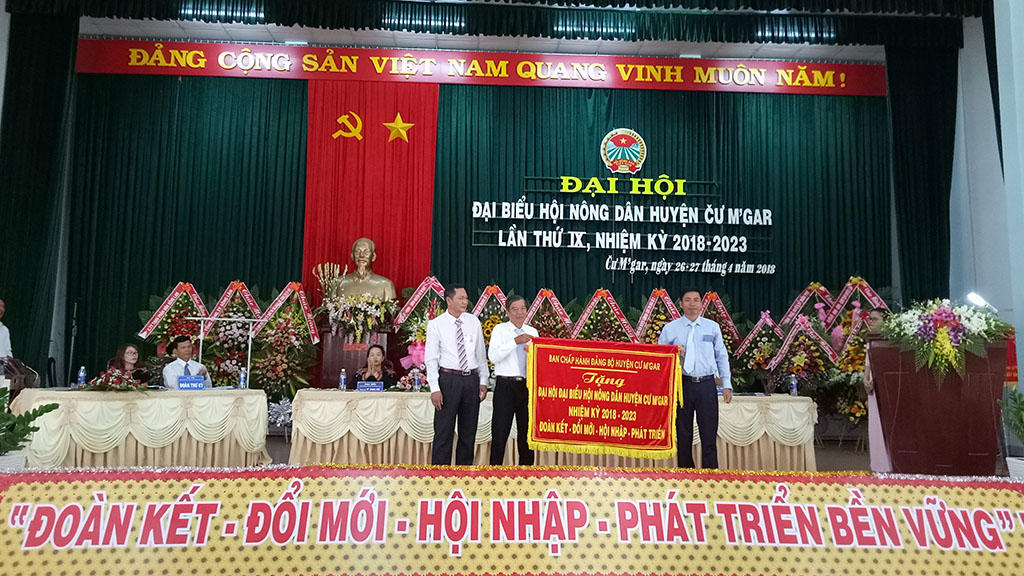 ĐẢNG CỘNG SẢN VIỆT NAM QUANG VINH MUÔN NĂM!
ĐẠI HỘI
ĐẠI BIỂU HỘI NÔNG DÂN HUYỆN ČƯ M'GAR
LẦN THỨ IX, NHIỆM KỲ 2018-2023
Čư M'gar, ngày 26-27 tháng 4 năm 2018
BAN CHẤP HÀNH ĐẢNG BỘ HUYỆN CƯ M'GAR
Tặng
ĐẠI HỘI ĐẠI BIỂU HỘI NÔNG DÂN HUYỆN CƯ M'GAR
NHIỆM KỲ 2018 - 2023
ĐOÀN KẾT - ĐỔI MỚI - HỘI NHẬP - PHÁT TRIỂN
ĐOÀN THƯ KÝ
"ĐOÀN KẾT - ĐỔI MỚI - HỘI NHẬP - PHÁT TRIỂN BỀN VỮNG"